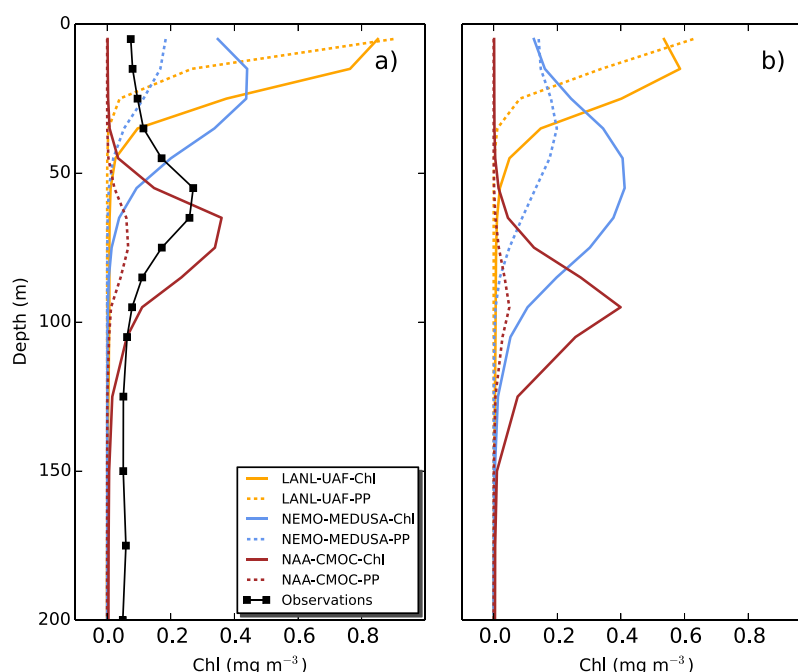 a)
b)
0
50
100
150
200
Depth (m)
LANL-UAF-Chl
LANL-UAF-PP
NEMO-MEDUSA-Chl
NEMO-MEDUSA-PP
NAA-CMOC-Chl
NAA-CMOC-PP
Observations
0.0 0.2 0.4 0.6 0.8
0.0 0.2 0.4 0.6 0.8
Chl (mg m⁻³)
Chl (mg m⁻³)